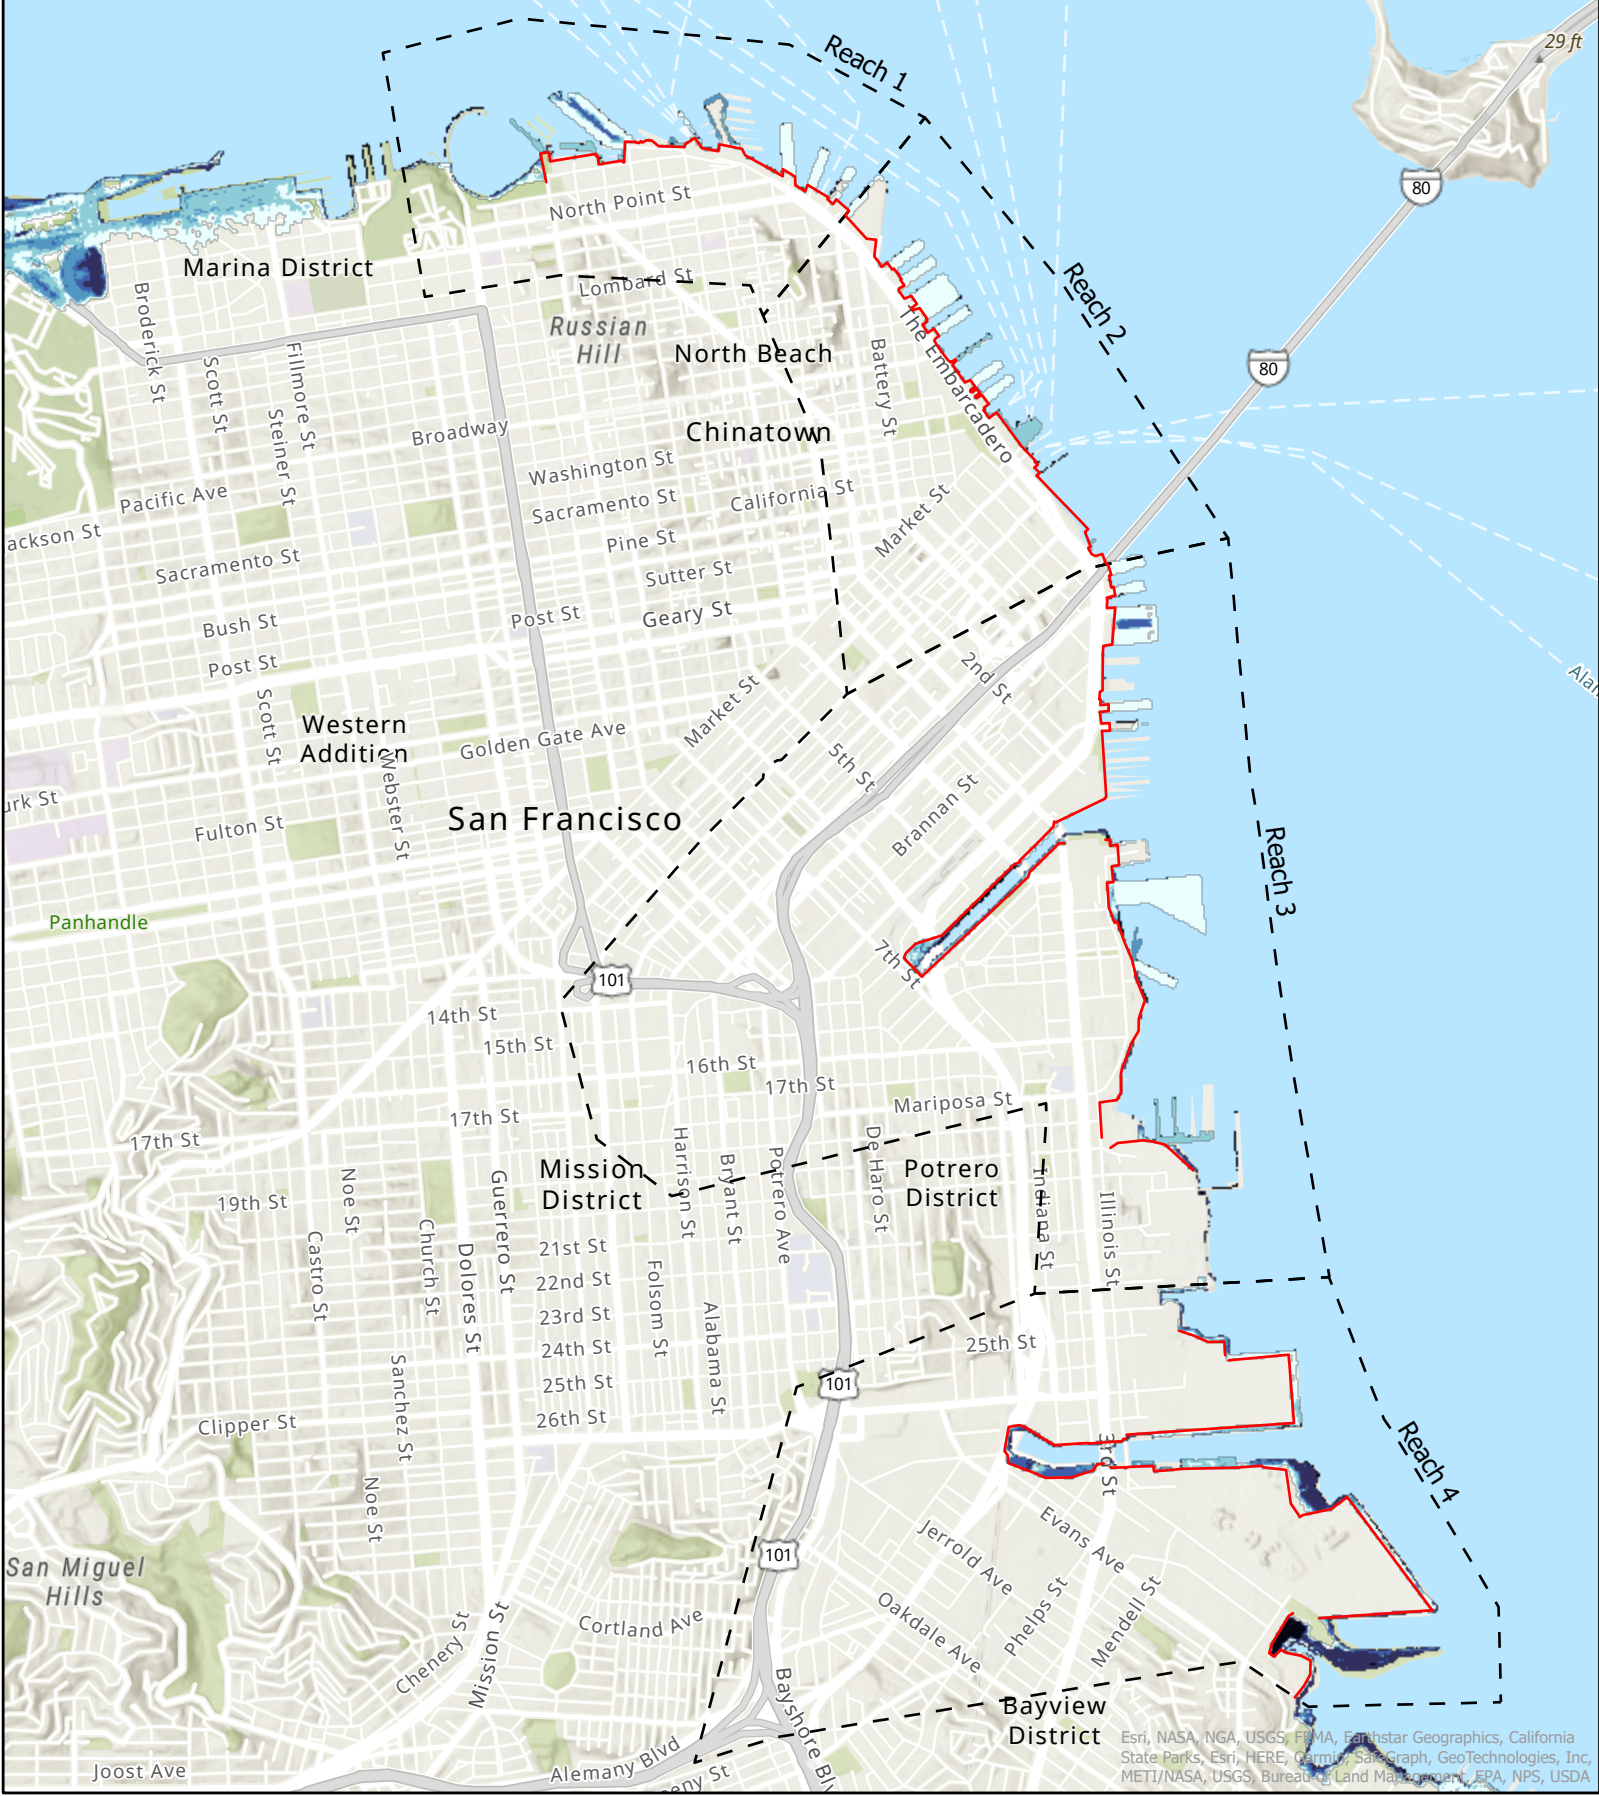 29 ft
Reach 1
80
North Point St
Marina District
Lombard St
Reach 2
Broderick St
Russian
Hill
The Embarcadero
North Beach
Battery St
Scott St
Fillmore St
80
Steiner St
Broadway
Chinatown
Washington St
Pacific Ave
Sacramento St
California St
Market St
ackson St
Pine St
Sacramento St
Sutter St
Bush St
Post St
Geary St
Post St
2nd St
Alan
Scott St
Market St
Western
Addition
Golden Gate Ave
5th St
Webster St
urk St
Brannan St
San Francisco
Fulton St
Reach 3
Panhandle
7th St
101
14th St
15th St
16th St
17th St
Mariposa St
17th St
17th St
Harrison St
Bryant St
Potrero Ave
De Haro St
Mission
District
Potrero
District
Indiana St
Illinois St
19th St
Noe St
Guerrero St
Castro St
Church St
Dolores St
21st St
22nd St
23rd St
24th St
25th St
26th St
Folsom St
Alabama St
25th St
101
Sanchez St
Clipper St
3rd St
Reach 4
Noe St
Evans Ave
Jerrold Ave
101
San Miguel
Hills
Phelps St
Mendell St
Oakdale Ave
Cortland Ave
Chenery St
Mission St
Bayshore Blv
Bayview
District
Alemany Blvd
Joost Ave
eny St
Esri, NASA, NGA, USGS, FEMA, Earthstar Geographics, California
State Parks, Esri, HERE, Garmin, SafeGraph, GeoTechnologies, Inc,
METI/NASA, USGS, Bureau of Land Management, EPA, NPS, USDA